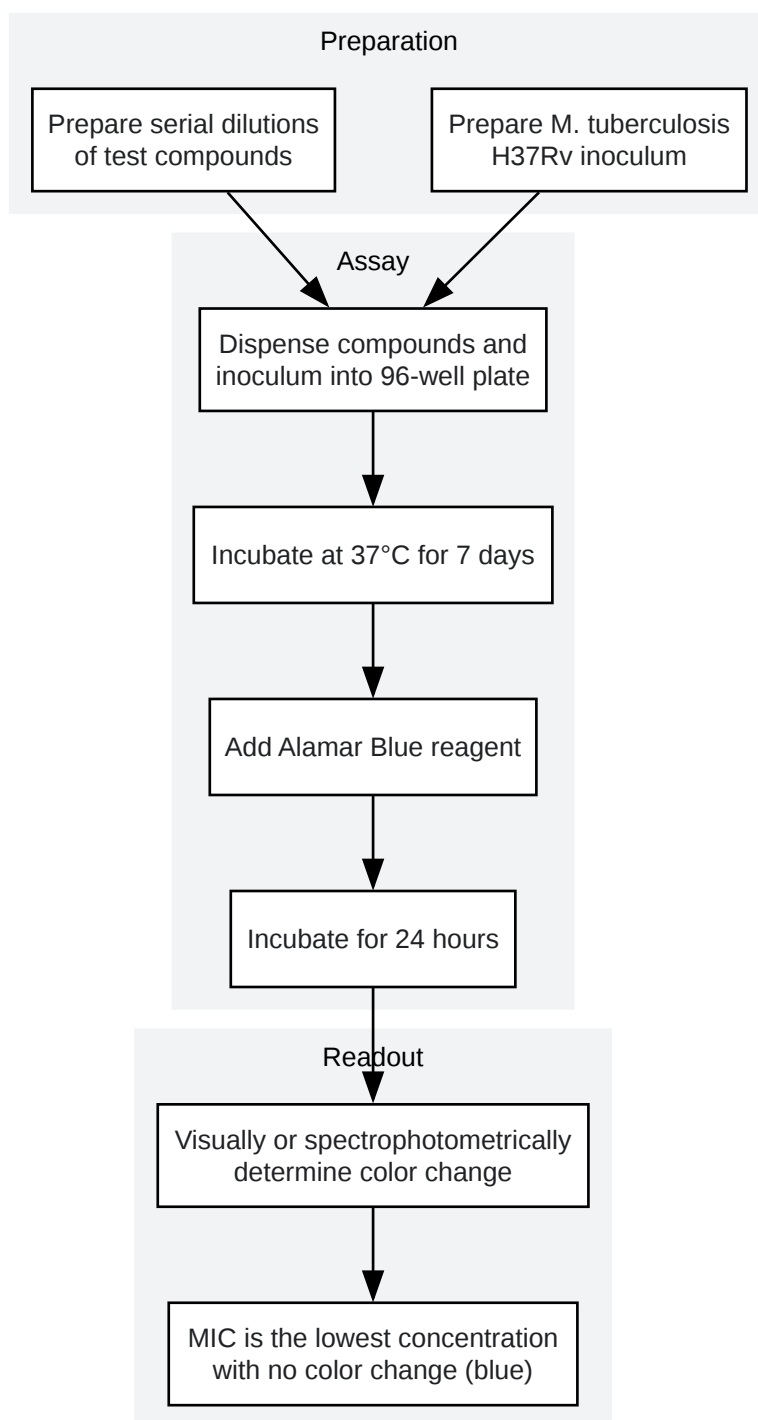 Preparation
Prepare serial dilutions
of test compounds
Prepare M. tuberculosis
H37Rv inoculum
Assay
Dispense compounds and
inoculum into 96-well plate
Incubate at 37°C for 7 days
Add Alamar Blue reagent
Incubate for 24 hours
Readout
Visually or spectrophotometrically
determine color change
MIC is the lowest concentration
with no color change (blue)